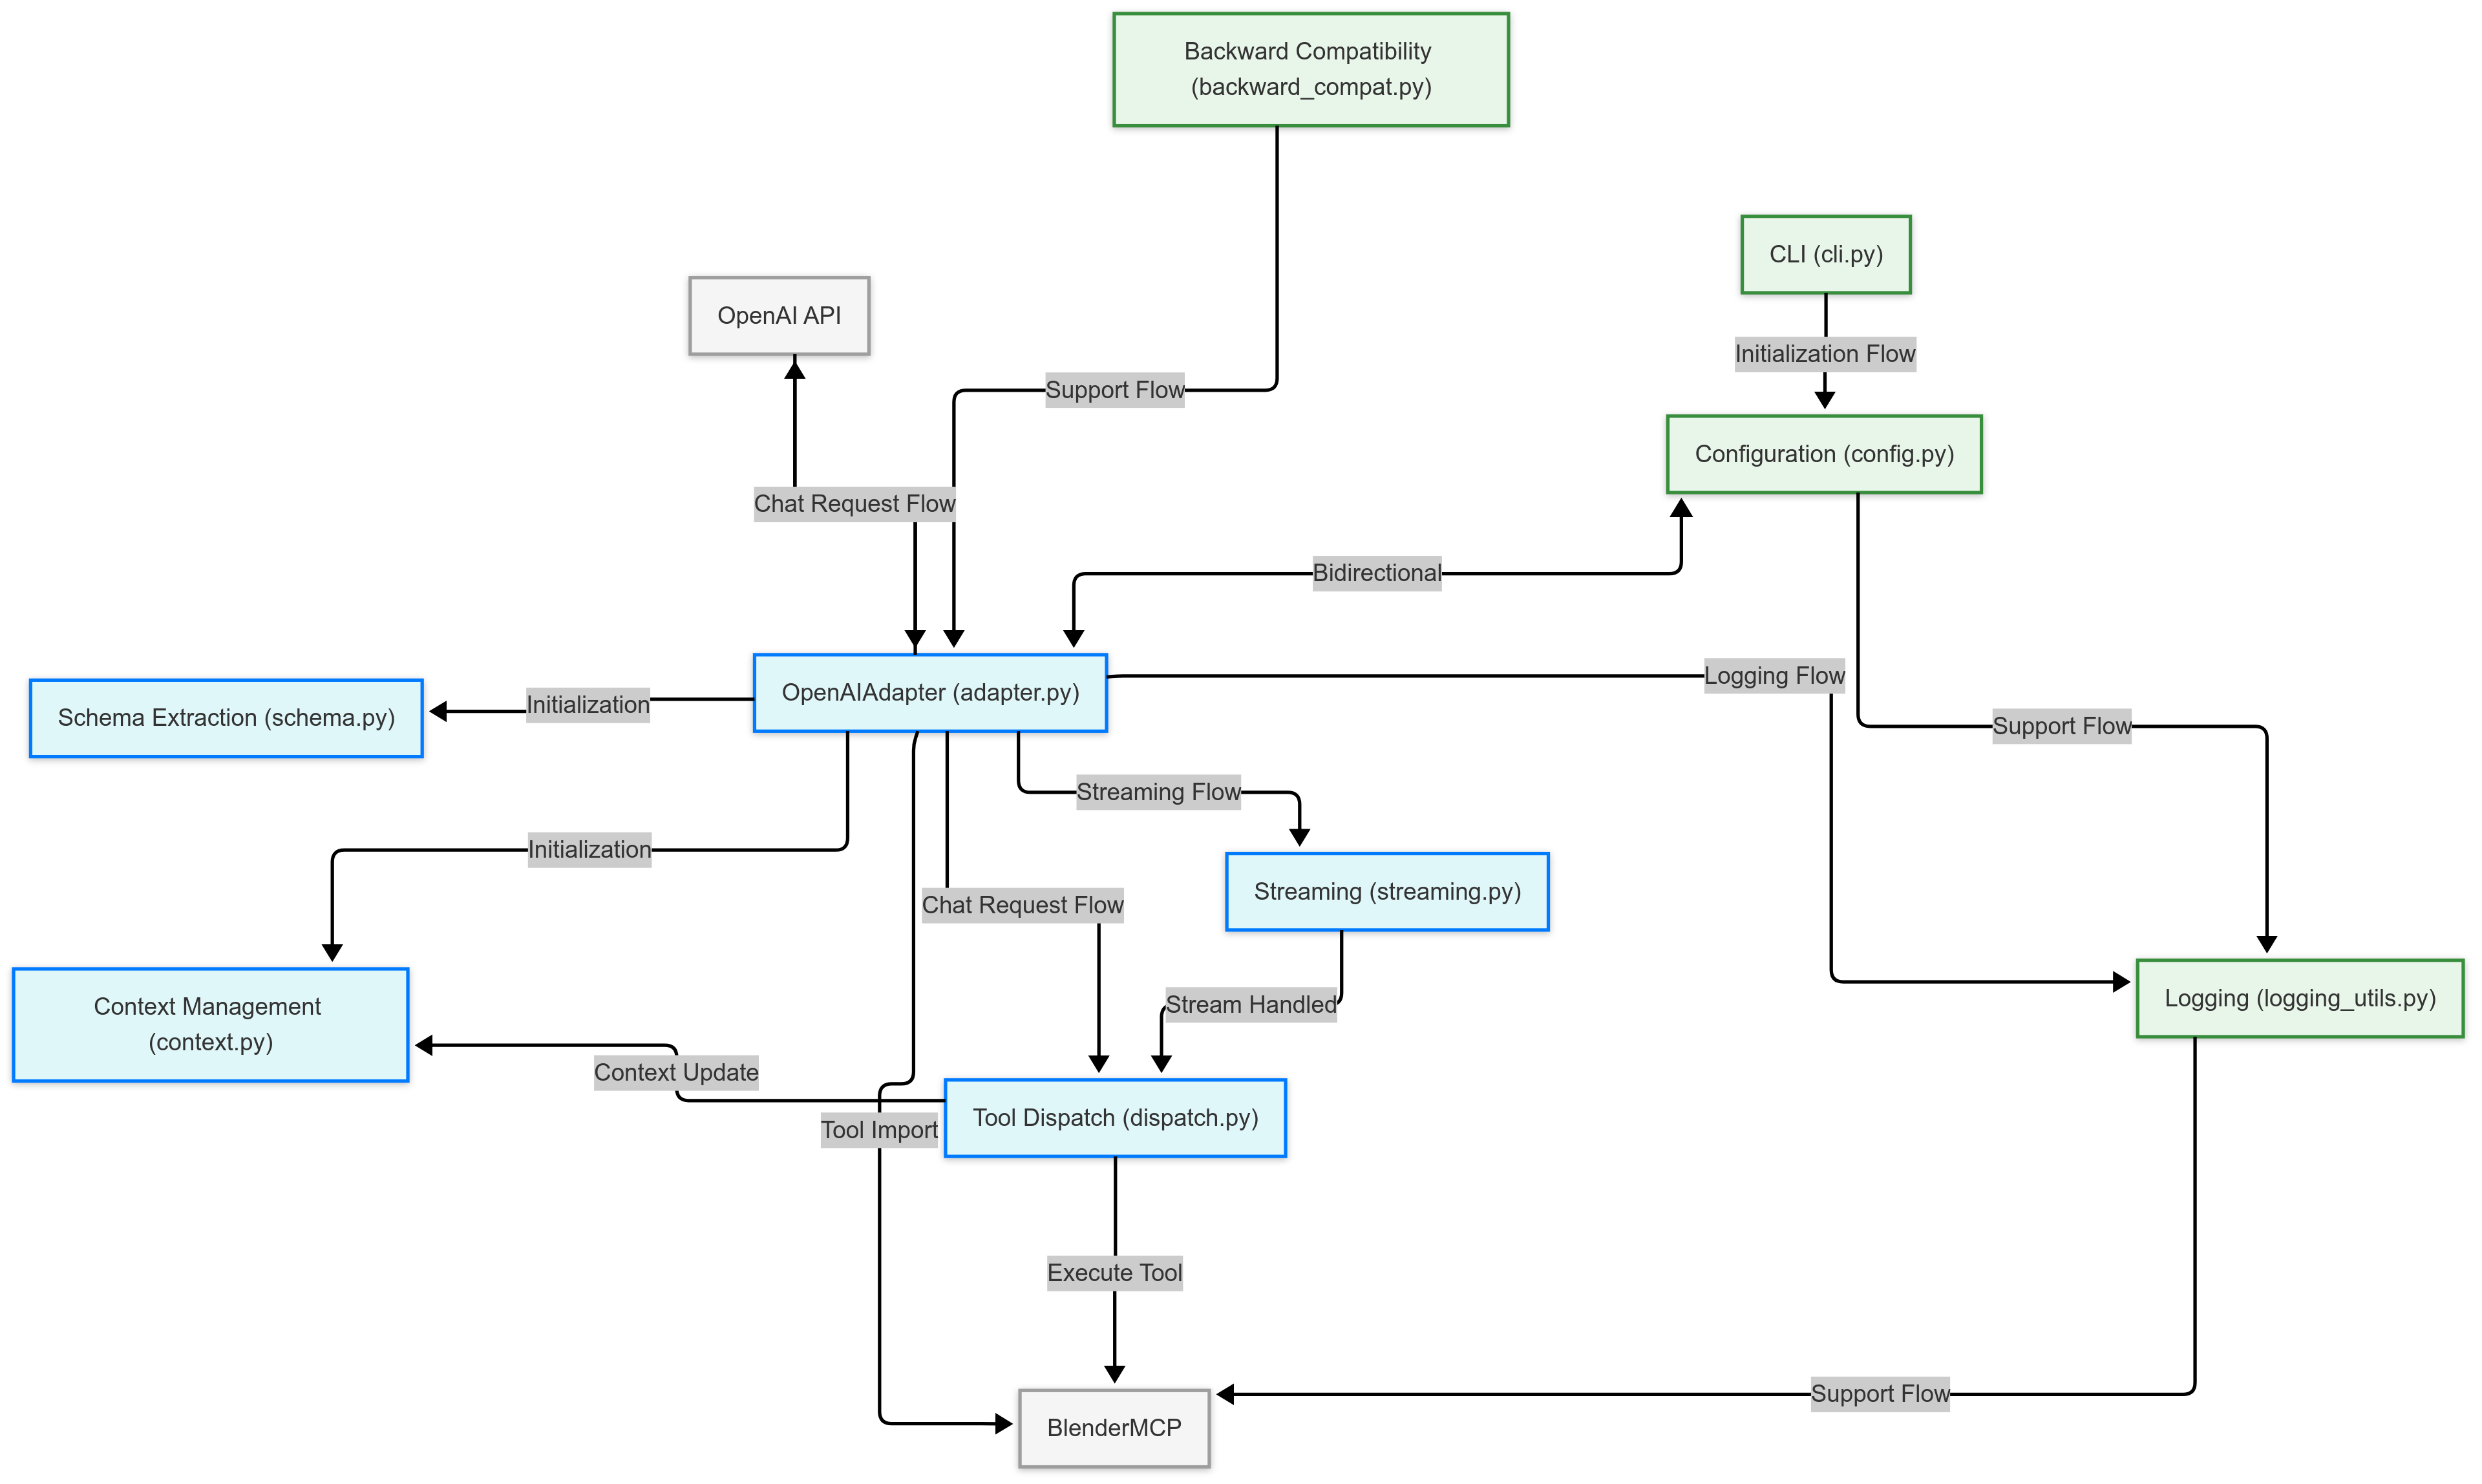 Backward Compatibility
(backward_compat.py)
CLI (cli.py)
OpenAI API
Initialization Flow
Support Flow
Configuration (config.py)
Chat Request Flow
Bidirectional
OpenAIAdapter (adapter.py)
Logging Flow
Schema Extraction (schema.py)
Initialization
Support Flow
Streaming Flow
Initialization
Streaming (streaming.py)
Chat Request Flow
Context Management
(context.py)
Stream Handled
Logging (logging_utils.py)
Context Update
Tool Import
Tool Dispatch (dispatch.py)
Execute Tool
Support Flow
BlenderMCP